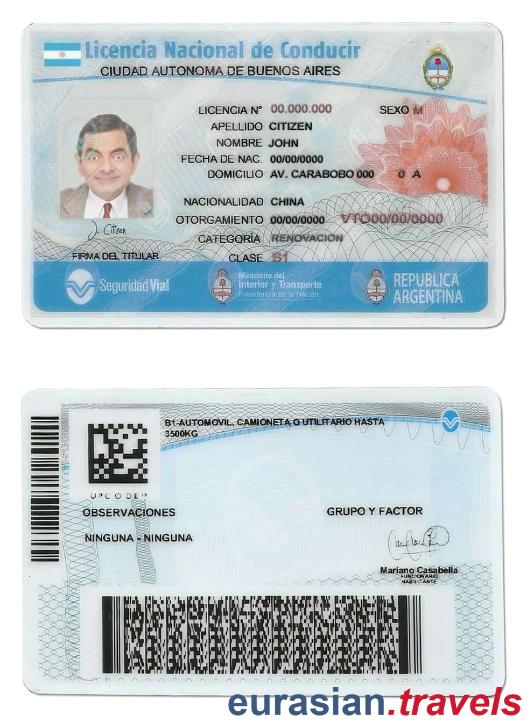 Licencia Nacional de Conducir
CIUDAD AUTONOMA DE BUENOS AIRES
LICENCIA Nº 00.000.000 SEXO M
APELLIDO CITIZEN
NOMBRE JOHN
FECHA DE NAC. 00/00/0000
DOMICILIO AV. CARABOBO 000 0 A
NACIONALIDAD CHINA
OTORGAMIENTO 00/00/0000 VTO00/00/0000
CATEGORÍA RENOVACION
J. Citizen
FIRMA DEL TITULAR CLASE B1
Seguridad Vial
Ministerio del
Interior y Transporte
Presidencia de la Nación
REPUBLICA
ARGENTINA
B1-AUTOMOVIL, CAMIONETA O UTILITARIO HASTA
3500KG
UPCODE
OBSERVACIONES GRUPO Y FACTOR
NINGUNA - NINGUNA
Mariano Casabella
FUNCIONARIO
HABILITANTE
eurasian.travels